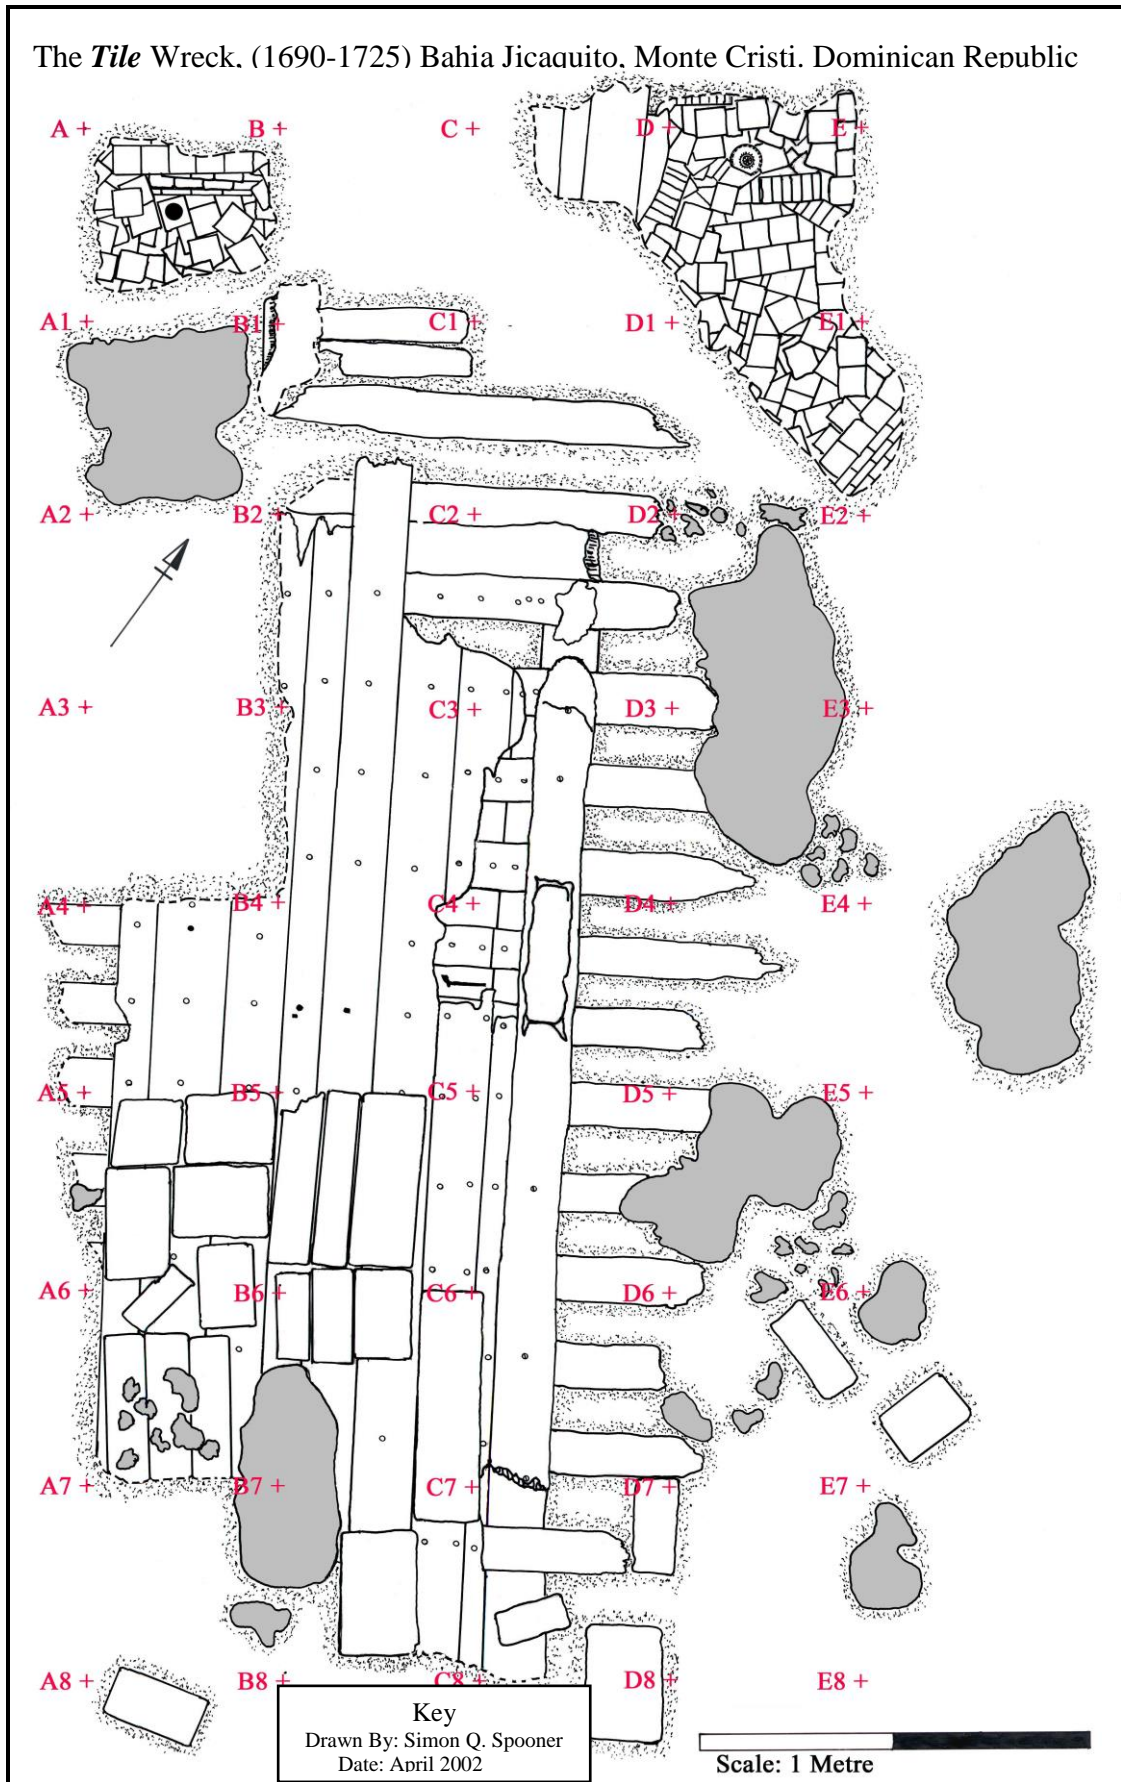 The Tile Wreck, (1690-1725) Bahia Jicaquito, Monte Cristi. Dominican Republic
A + B + C + D + E +
A1 + B1 + C1 + D1 + E1 +
A2 + B2 + C2 + D2 + E2 +
A3 + B3 + C3 + D3 + E3 +
A4 + B4 + C4 + D4 + E4 +
A5 + B5 + C5 + D5 + E5 +
A6 + B6 + C6 + D6 + E6 +
A7 + B7 + C7 + D7 + E7 +
A8 + B8 + C8 + D8 + E8 +
Key
Drawn By: Simon Q. Spooner
Date: April 2002
Scale: 1 Metre